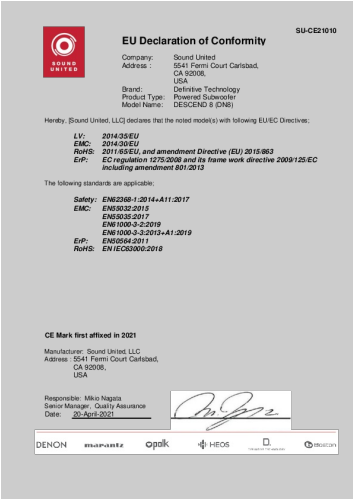 SU-CE21010
SOUND
UNITED
EU Declaration of Conformity
Company: Sound United
Address : 5541 Fermi Court Carlsbad,
CA 92008,
USA
Brand: Definitive Technology
Product Type: Powered Subwoofer
Model Name: DESCEND 8 (DN8)
Hereby, [Sound United, LLC] declares that the noted model(s) with following EU/EC Directives;
LV: 2014/35/EU
EMC: 2014/30/EU
RoHS: 2011/65/EU, and amendment Directive (EU) 2015/863
ErP: EC regulation 1275/2008 and its frame work directive 2009/125/EC
including amendment 801/2013
The following standards are applicable;
Safety: EN62368-1:2014+A11:2017
EMC: EN55032:2015
EN55035:2017
EN61000-3-2:2019
EN61000-3-3:2013+A1:2019
ErP: EN50564:2011
RoHS: EN IEC63000:2018
CE Mark first affixed in 2021
Manufacturer: Sound United, LLC
Address : 5541 Fermi Court Carlsbad,
CA 92008,
USA
Responsible: Mikio Nagata
Senior Manager, Quality Assurance
Date: 20-April-2021
DENON marantz polk HEOS D. BOSTON